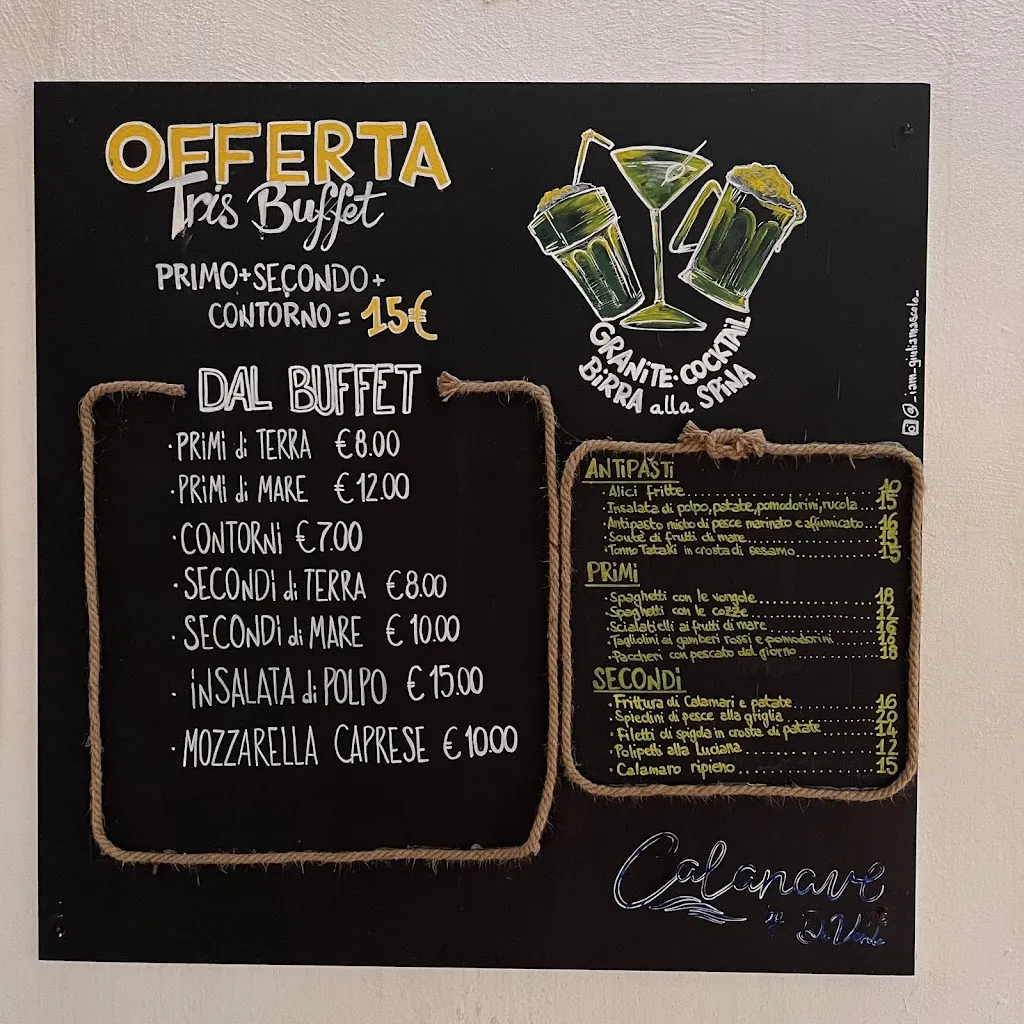 OFFERTA
Tris Buffet
PRIMO+SECONDO+
CONTORNO = 15€
DAL BUFFET
·PRIMI di TERRA €8.00
·PRIMI di MARE €12.00
·CONTORNI €7.00
·SECONDI di TERRA €8.00
·SECONDI di MARE €10.00
·INSALATA di POLPO €15.00
·MOZZARELLA CAPRESE €10.00
GRANITE·COCKTAIL
BIRRA alla SPINA
@_iam_giuliamascolo_
ANTIPASTI
·Alici fritte..........10
·Insalata di polpo,patate,pomodorini,rucola...15
·Antipasto misto di pesce marinato e affumicato...16
·Soutè di frutti di mare..........15
·Tonno Tataki in crosta di sesamo..........15
PRIMI
·Spaghetti con le vongole..........18
·Spaghetti con le cozze..........12
·Scialatielli ai frutti di mare..........16
·Tagliolini ai gamberi rossi e pomodorini..........
·Paccheri con pescato del giorno..........18
SECONDI
·Frittura di Calamari e patate..........16
·Spiedini di pesce alla griglia..........20
·Filetti di spigola in crosta di patate..........14
·Polipetti alla Luciana..........12
·Calamaro ripieno..........15
Calanave